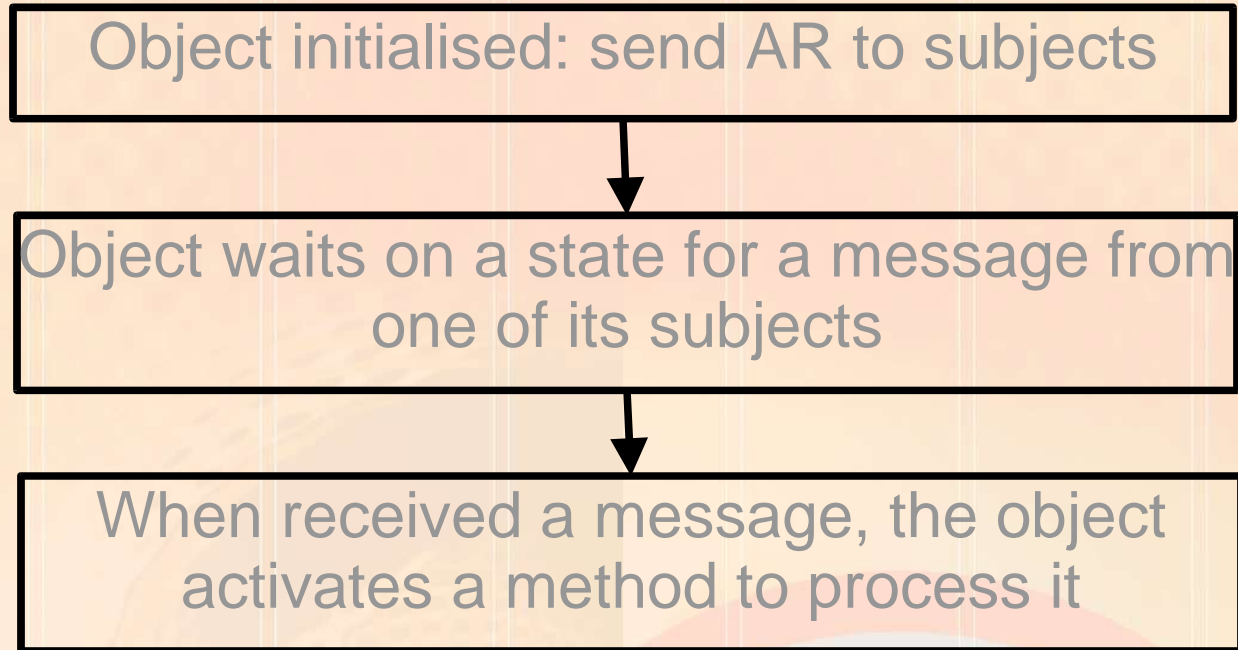 Object initialised: send AR to subjects
Object waits on a state for a message from
one of its subjects
When received a message, the object
activates a method to process it